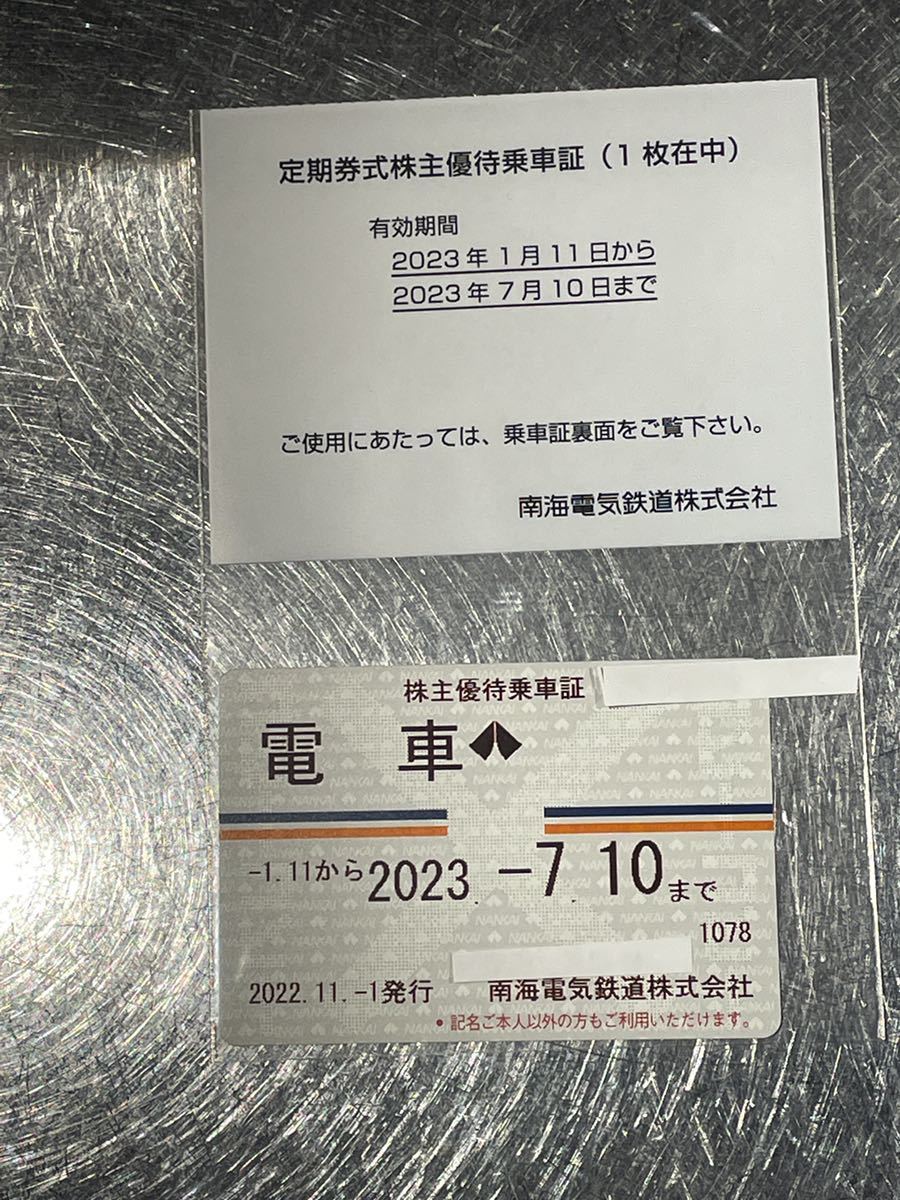 定期券式株主優待乗車証（1枚在中）
有効期間
2023年1月11日から
2023年7月10日まで
ご使用にあたっては、乗車証裏面をご覧下さい。
南海電気鉄道株式会社
株主優待乗車証
電 車
-1.11から2023.-7.10まで
1078
2022.11.-1発行 南海電気鉄道株式会社
・記名ご本人以外の方もご利用いただけます。